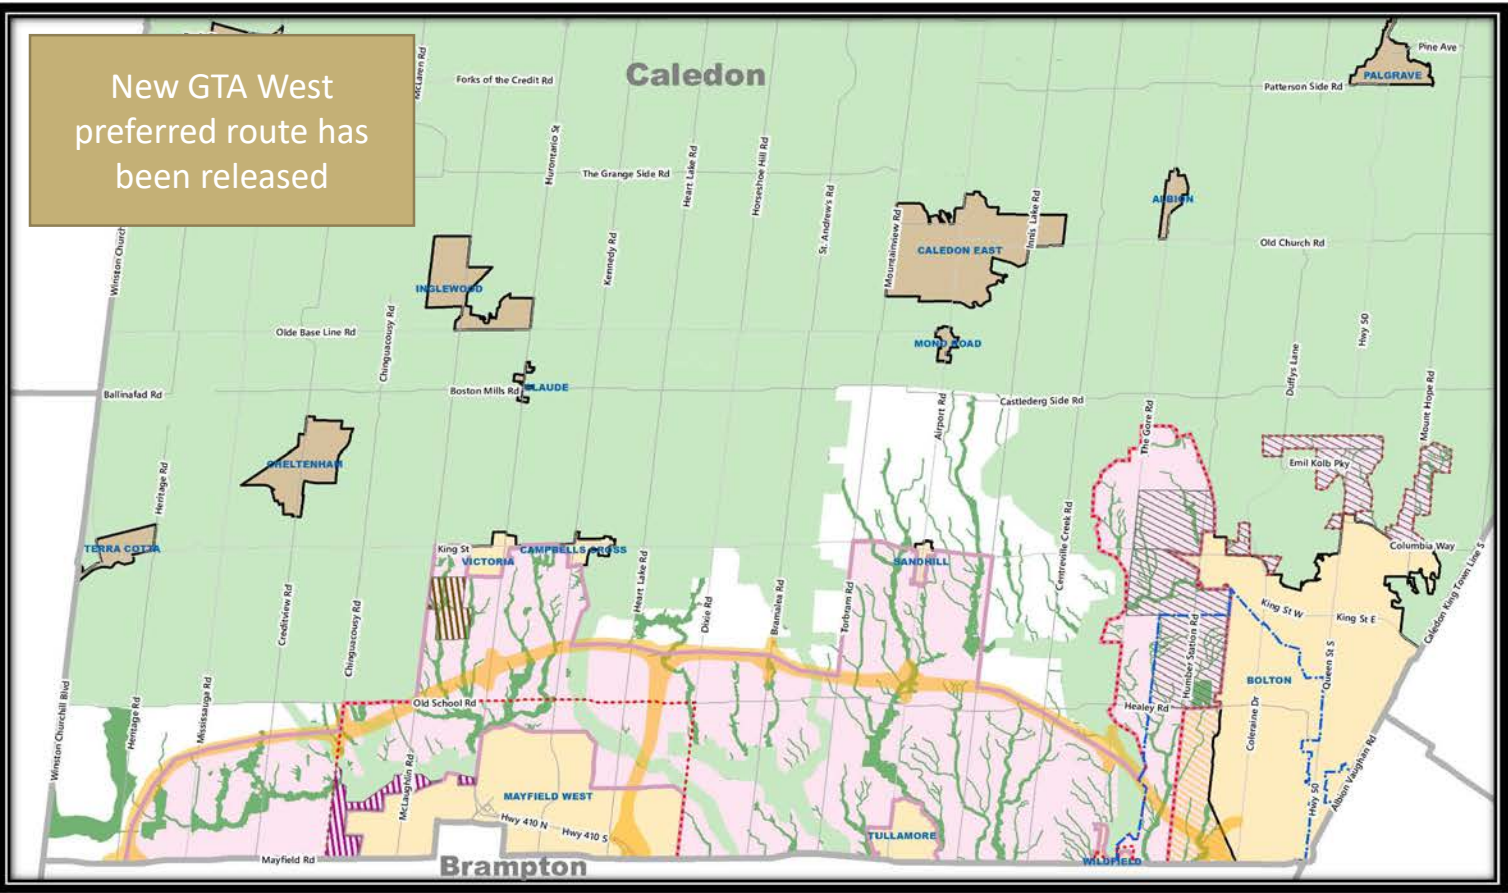 New GTA West
preferred route has
been released
Caledon
Pine Ave
PALGRAVE
Patterson Side Rd
McLaren Rd
Forks of the Credit Rd
Hurontario St
The Grange Side Rd
Heart Lake Rd
Horseshoe Hill Rd
St. Andrews Rd
Mountainview Rd
Innis Lake Rd
ALBION
CALEDON EAST
Old Church Rd
Kennedy Rd
Winston Church
INGLEWOOD
Olde Base Line Rd
Chinguacousy Rd
MONO ROAD
Hwy 50
Duffys Lane
Mount Hope Rd
Ballinafad Rd
Boston Mills Rd
CLAUDE
Airport Rd
Castlederg Side Rd
The Gore Rd
CHELTENHAM
Heritage Rd
Emil Kolb Pky
TERRA COTTA
King St
VICTORIA
CAMPBELLS CROSS
SANDHILL
Centreville Creek Rd
Columbia Way
Creditview Rd
Chinguacousy Rd
Heart Lake Rd
Dixie Rd
Bramalea Rd
Torbram Rd
King St W
King St E
Caledon King Town Line S
Humber Station Rd
Queen St S
BOLTON
Winston Churchill Blvd
Heritage Rd
Mississauga Rd
Old School Rd
Healey Rd
Coleraine Dr
McLaughlin Rd
MAYFIELD WEST
Hwy 410 N
Hwy 410 S
TULLAMORE
Hwy 50
Albion Vaughan Rd
Mayfield Rd
WILDFIELD
Brampton